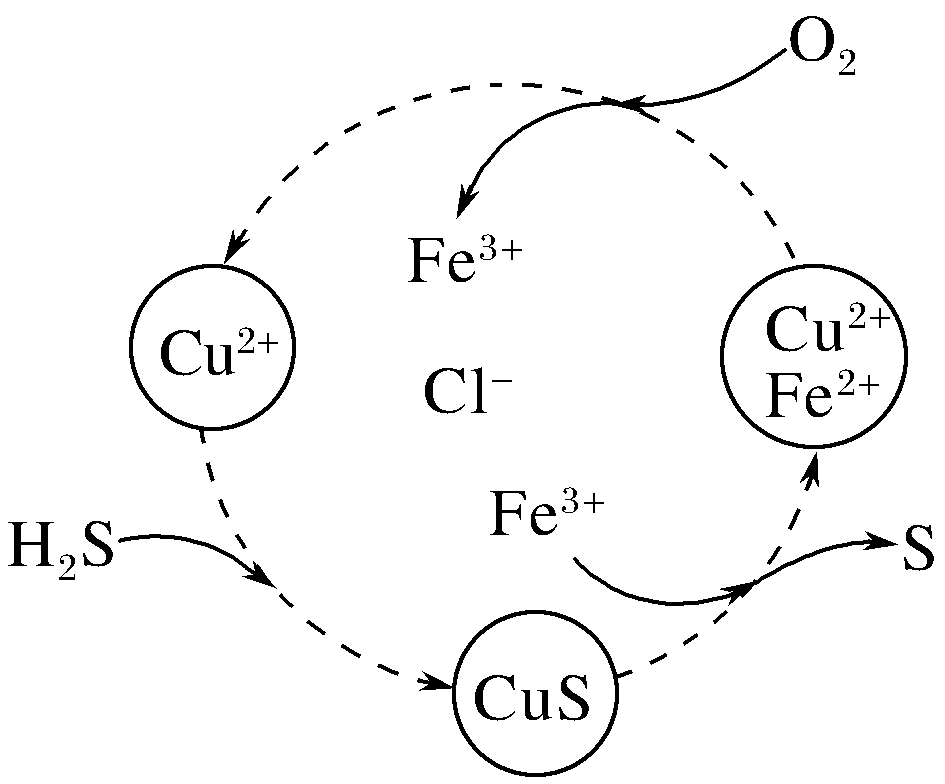 O₂
Fe³⁺
Cu²⁺
Cu²⁺
Fe²⁺
Cl⁻
Fe³⁺
H₂S
S
CuS